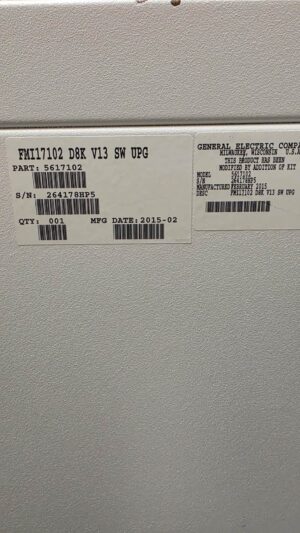 FMI17102 D8K V13 SW UPG
PART: 5617102
S/N: 264178HP5
QTY: 001 MFG DATE: 2015-02
GENERAL ELECTRIC COMPA
MILWAUKEE, WISCONSIN U.S.A
THIS PRODUCT HAS BEEN
MODIFIED BY ADDITION OF KIT
MODEL 5617102
S/N 264178HP5
MANUFACTURED FEBRUARY 2015
DESC FMI17102 D8K V13 SW UPG